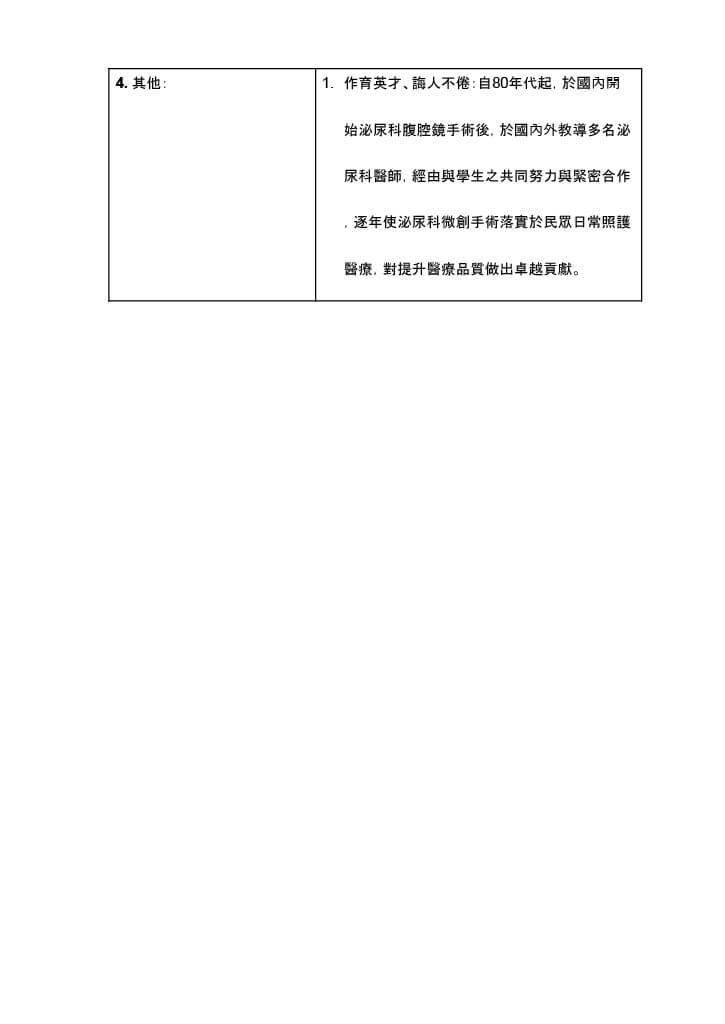 4. 其他：
1. 作育英才、誨人不倦：自80年代起，於國內開
始泌尿科腹腔鏡手術後，於國內外教導多名泌
尿科醫師，經由與學生之共同努力與緊密合作
，逐年使泌尿科微創手術落實於民眾日常照護
醫療，對提升醫療品質做出卓越貢獻。